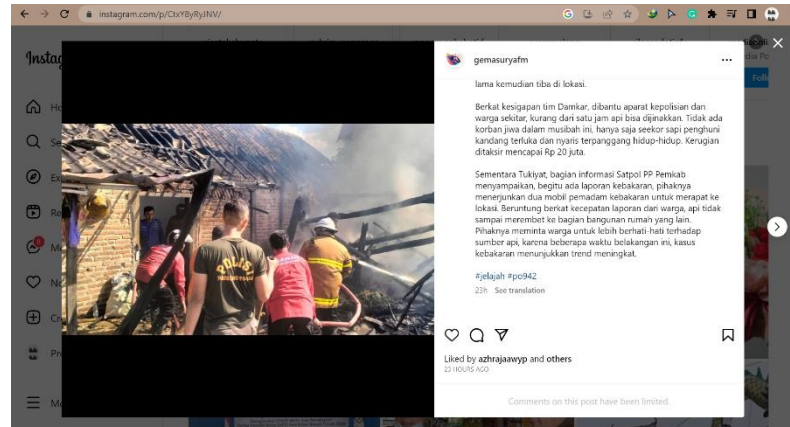 instagram.com/p/CtxY8yRyJNV/
Instag
gemasuryafm
lama kemudian tiba di lokasi.
Berkat kesigapan tim Damkar, dibantu aparat kepolisian dan
warga sekitar, kurang dari satu jam api bisa dijinakkan. Tidak ada
korban jiwa dalam musibah ini, hanya saja seekor sapi penghuni
kandang terluka dan nyaris terpanggang hidup-hidup. Kerugian
ditaksir mencapai Rp 20 juta.
Sementara Tukiyat, bagian informasi Satpol PP Pemkab
menyampaikan, begitu ada laporan kebakaran, pihaknya
menerjunkan dua mobil pemadam kebakaran untuk merapat ke
lokasi. Beruntung berkat kecepatan laporan dari warga, api tidak
sampai merembet ke bagian bangunan rumah yang lain.
Pihaknya meminta warga untuk lebih berhati-hati terhadap
sumber api, karena beberapa waktu belakangan ini, kasus
kebakaran menunjukkan trend meningkat.
#jelajah #po942
23h See translation
Liked by azhrajaawyp and others
23 HOURS AGO
Comments on this post have been limited.
POLISI